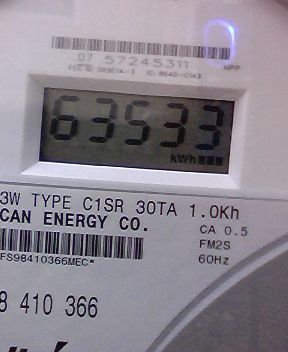 07 57245311
NPP
63533
kWh
3W TYPE C1SR 30TA 1.0Kh
CAN ENERGY CO.
CA 0.5
FM2S
FS98410366MEC*
60Hz
8 410 366